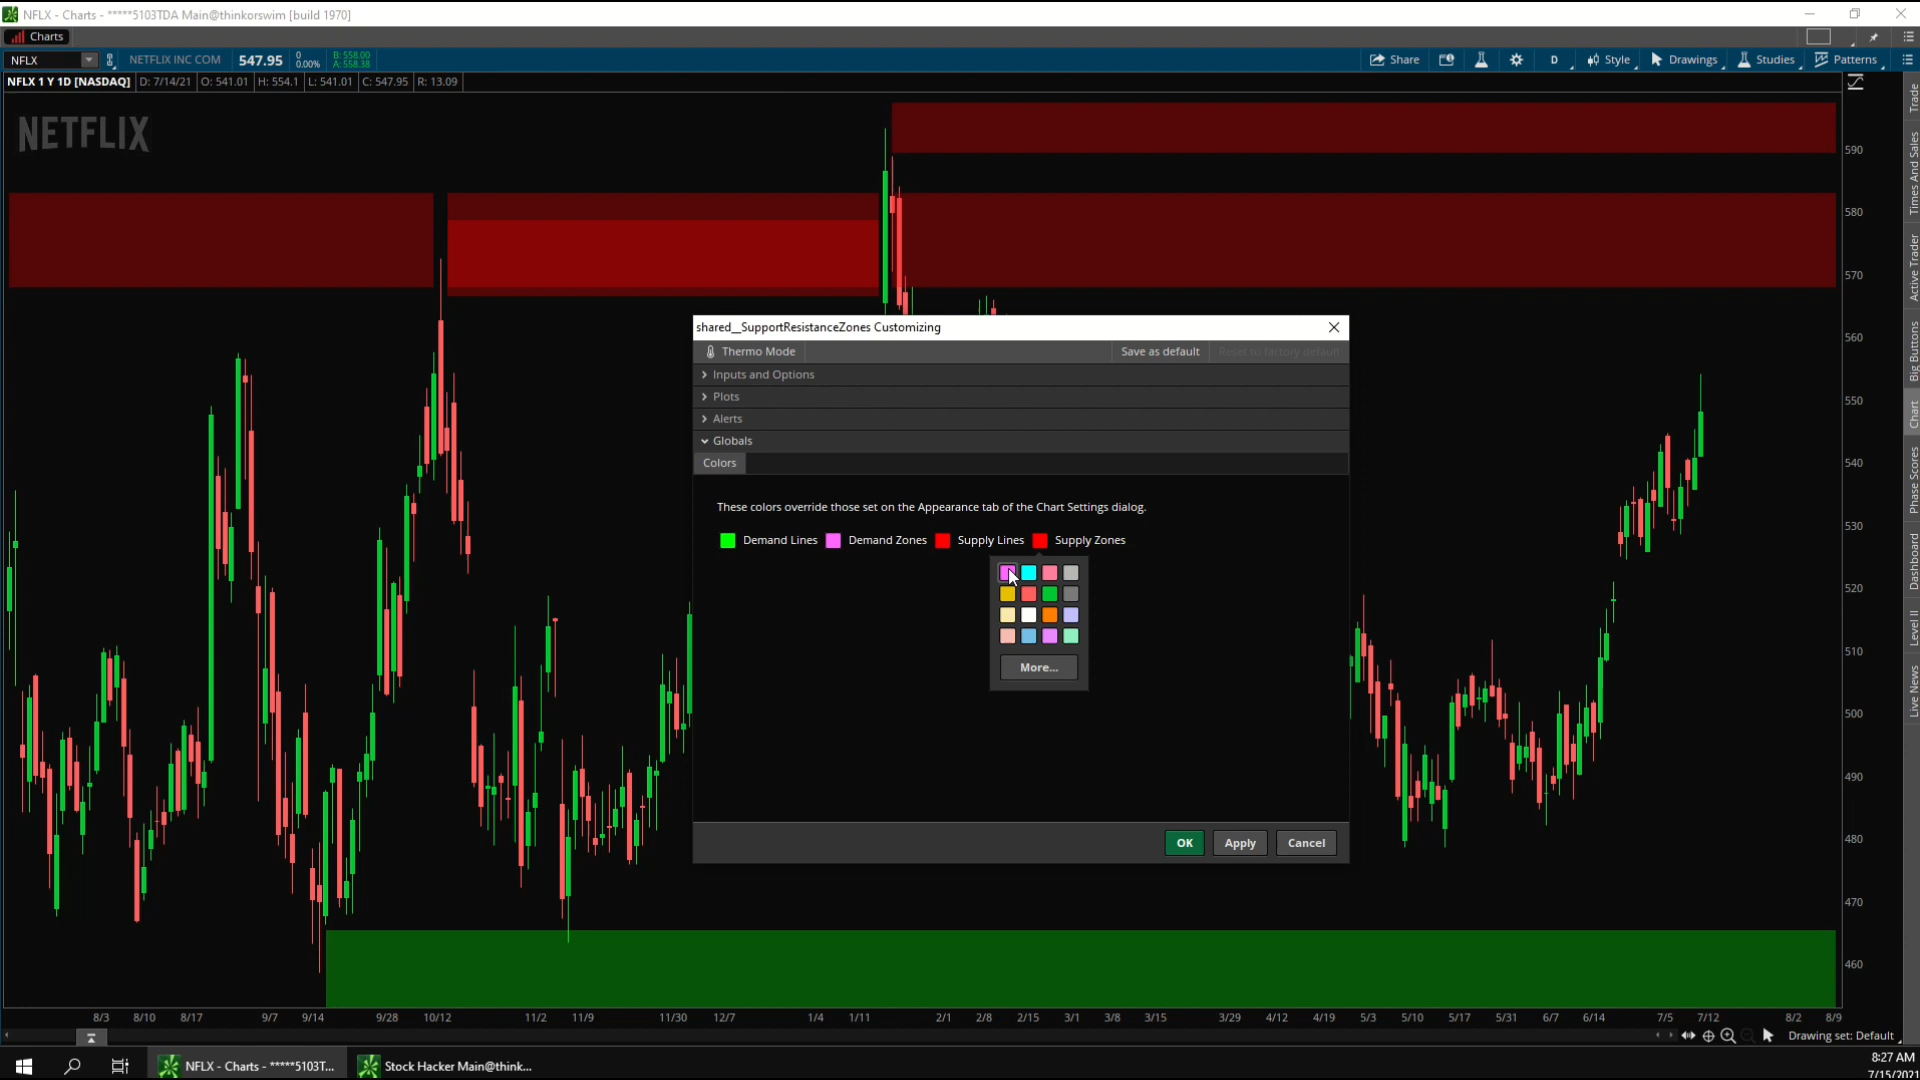 NFLX - Charts - *****5103TDA Main@thinkorswim [build 1970]
Charts
NFLX
NETFLIX INC COM
547.95
0
0.00%
B: 558.00
A: 558.38
Share
D
Style
Drawings
Studies
Patterns
NFLX 1 Y 1D [NASDAQ]
D: 7/14/21
O: 541.01
H: 554.1
L: 541.01
C: 547.95
R: 13.09
NETFLIX
590
580
570
560
550
540
530
520
510
500
490
480
470
460
Trade
Times And Sales
Active Trader
Big Buttons
Chart
Phase Scores
Dashboard
Level II
Live News
shared__SupportResistanceZones Customizing
Thermo Mode
Save as default
Reset to factory default
Inputs and Options
Plots
Alerts
Globals
Colors
These colors override those set on the Appearance tab of the Chart Settings dialog.
Demand Lines
Demand Zones
Supply Lines
Supply Zones
More...
OK
Apply
Cancel
8/3 8/10 8/17 9/7 9/14 9/28 10/12 11/2 11/9 11/30 12/7 1/4 1/11 2/1 2/8 2/15 3/1 3/8 3/15 3/29 4/12 4/19 5/3 5/10 5/17 5/31 6/7 6/14 7/5 7/12 8/2 8/9
Drawing set: Default
NFLX - Charts - *****5103T...
Stock Hacker Main@think...
8:27 AM
7/15/2021